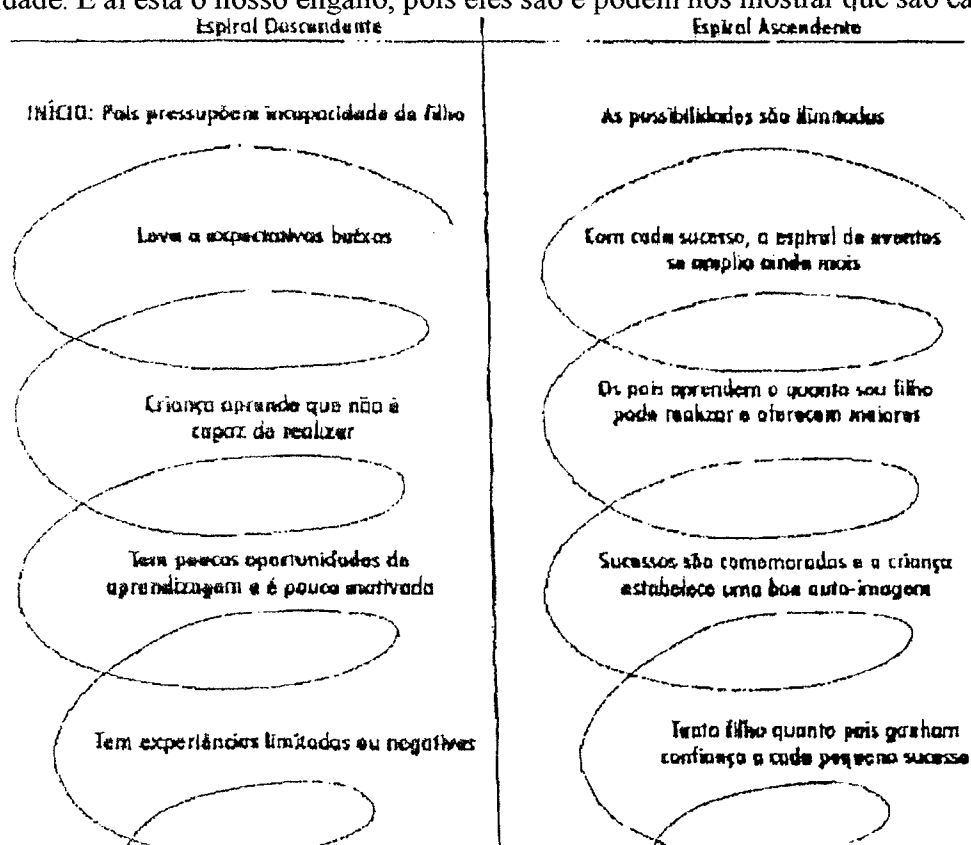 idade. E aí está o nosso engano, pois eles são e podem nos mostrar que são ca
Espiral Descendente
INÍCIO: Pais pressupõem incapacidade da filho
Leva a expectativas baixas
Criança aprende que não é
capaz de realizar
Tem poucas oportunidades de
aprendizagem e é pouco motivada
Tem experiências limitadas ou negativas
Espiral Ascendente
As possibilidades são ilimitadas
Com cada sucesso, a espiral de eventos
se amplia ainda mais
Os pais aprendem o quanto seu filho
pode realizar e oferecem maiores
Sucessos são comemorados e a criança
estabelece uma boa auto-imagem
Tanto filho quanto pais ganham
confiança a cada pequeno sucesso